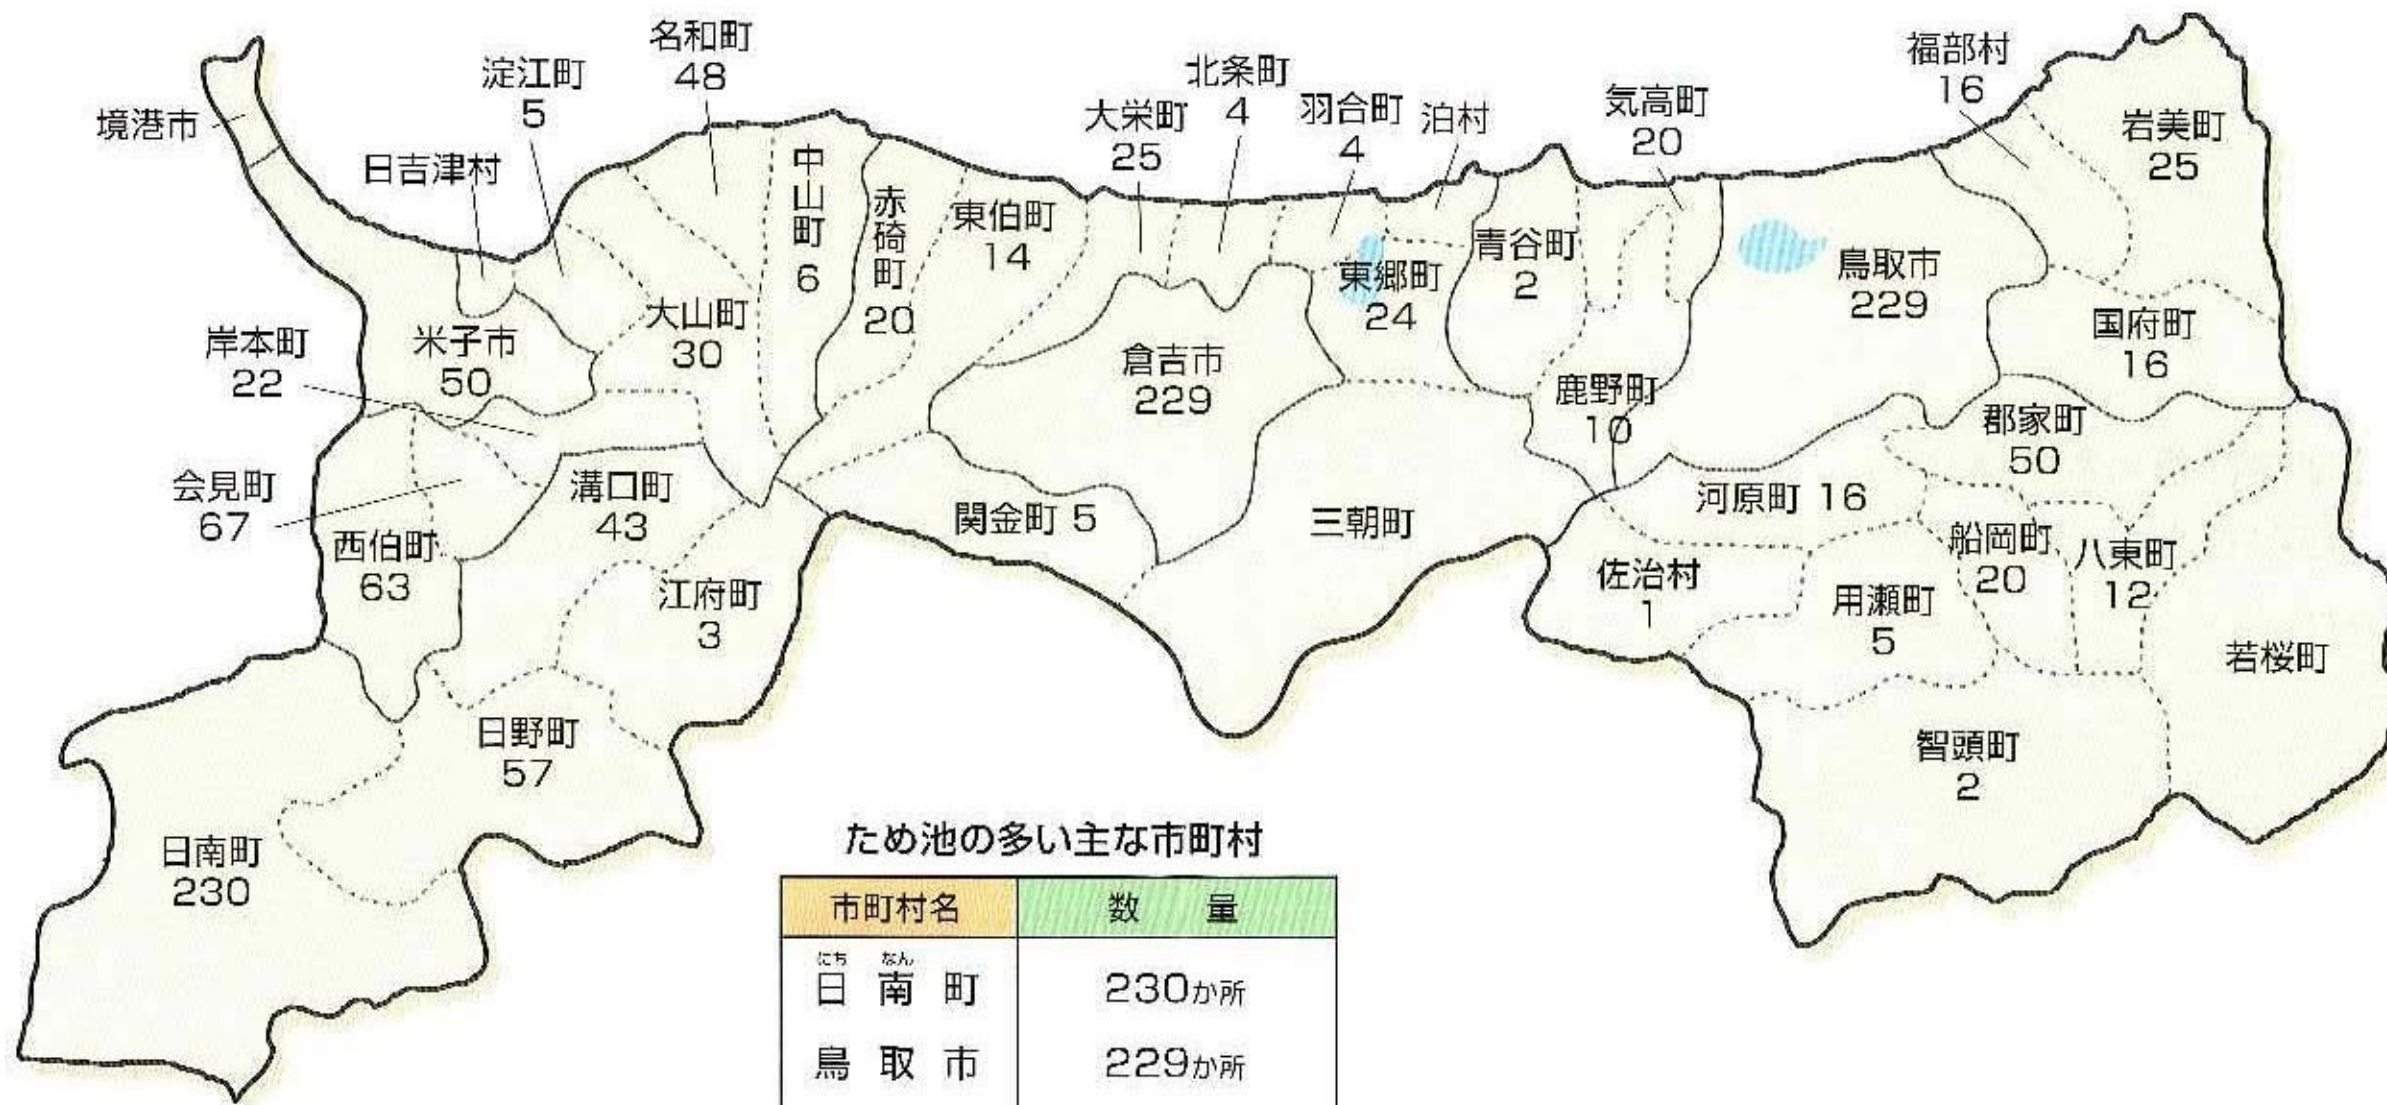 境港市
日吉津村
淀江町
5
名和町
48
中山町 6
赤碕町
20
東伯町
14
大栄町
25
北条町
4
羽合町
4
泊村
東郷町
24
青谷町
2
気高町
20
鹿野町
10
鳥取市
229
福部村
16
岩美町
25
国府町
16
郡家町
50
河原町 16
船岡町
20
八東町
12
若桜町
佐治村
1
用瀬町
5
智頭町
2
倉吉市
229
関金町 5
三朝町
米子市
50
大山町
30
岸本町
22
会見町
67
西伯町
63
溝口町
43
江府町
3
日野町
57
日南町
230
ため池の多い主な市町村
市町村名 数量
にち なん
日南町 230か所
鳥取市 229か所